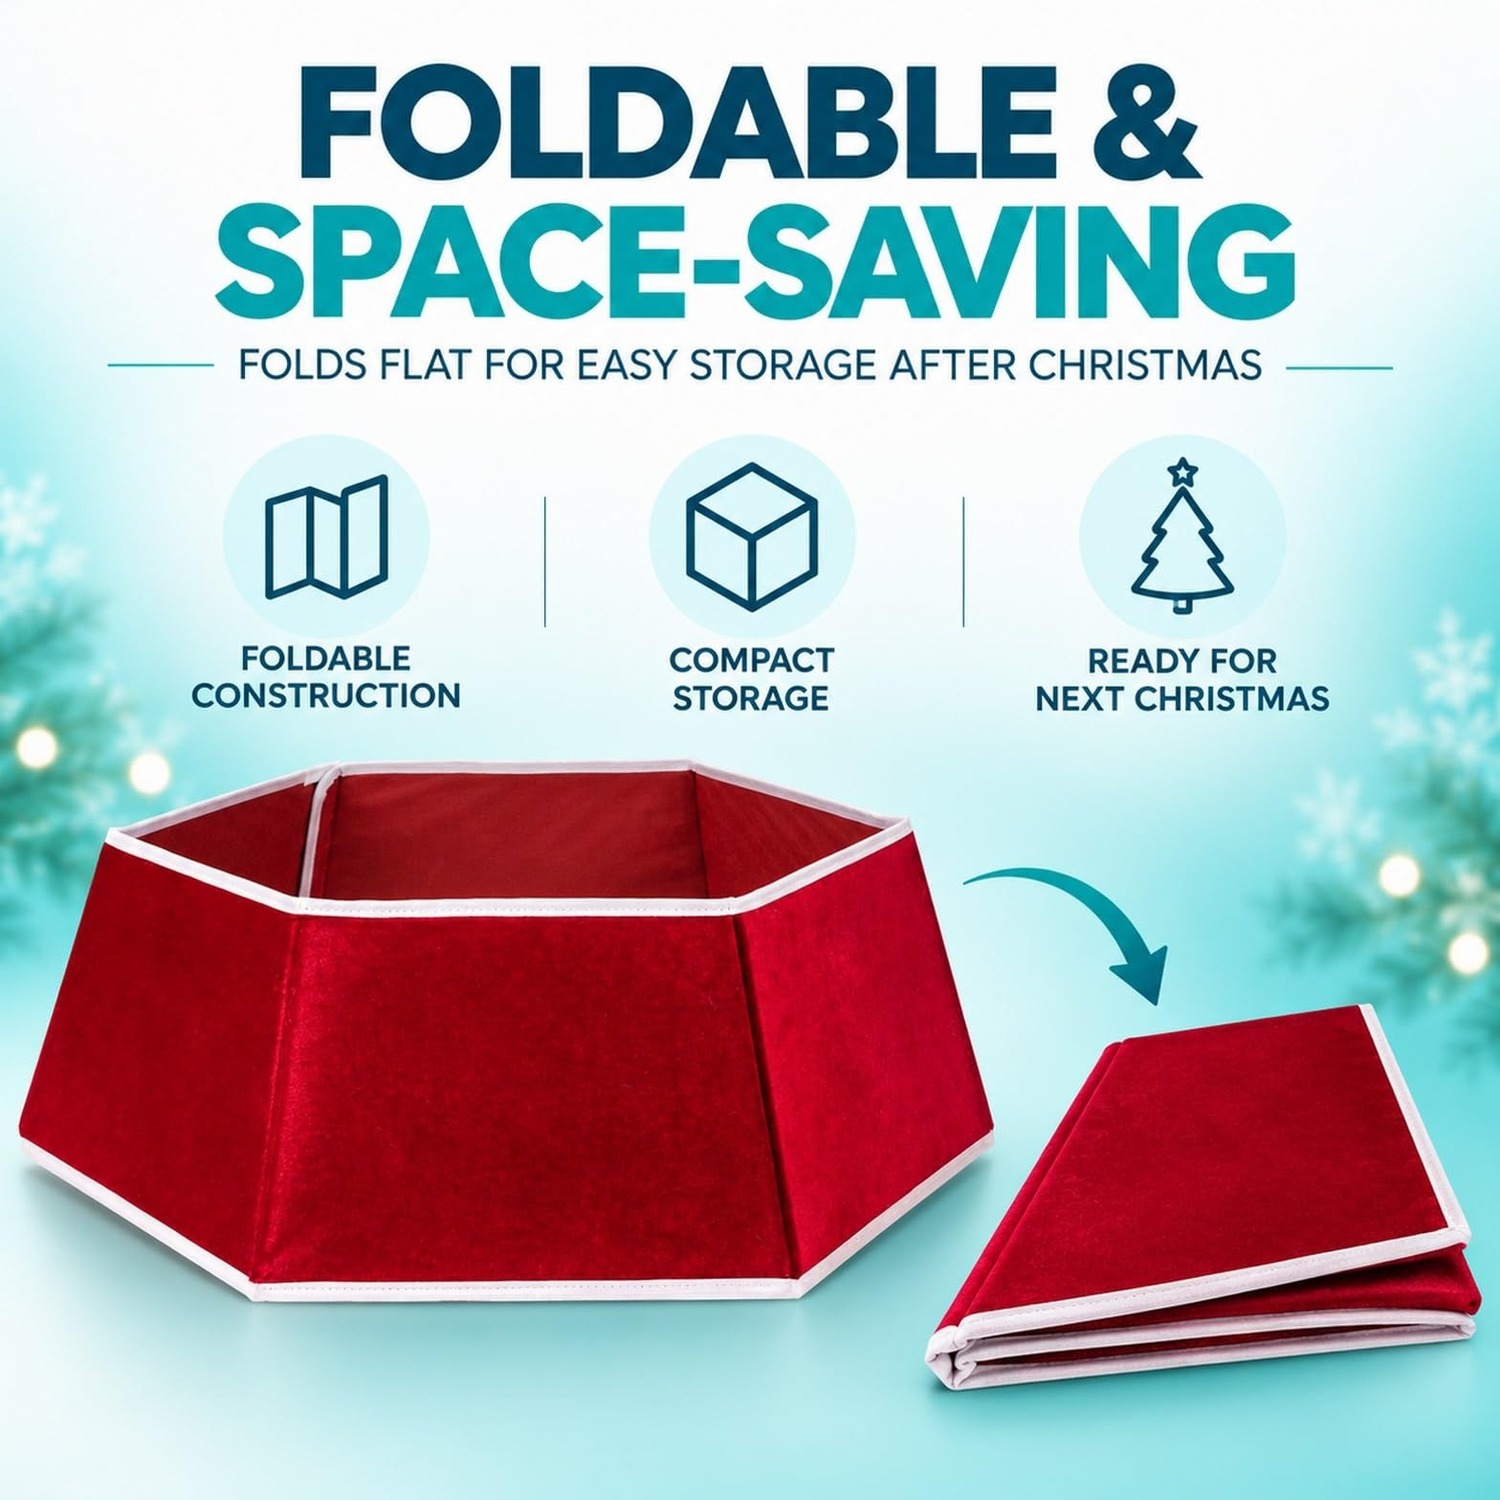 FOLDABLE &
SPACE-SAVING
FOLDS FLAT FOR EASY STORAGE AFTER CHRISTMAS
FOLDABLE
CONSTRUCTION
COMPACT
STORAGE
READY FOR
NEXT CHRISTMAS